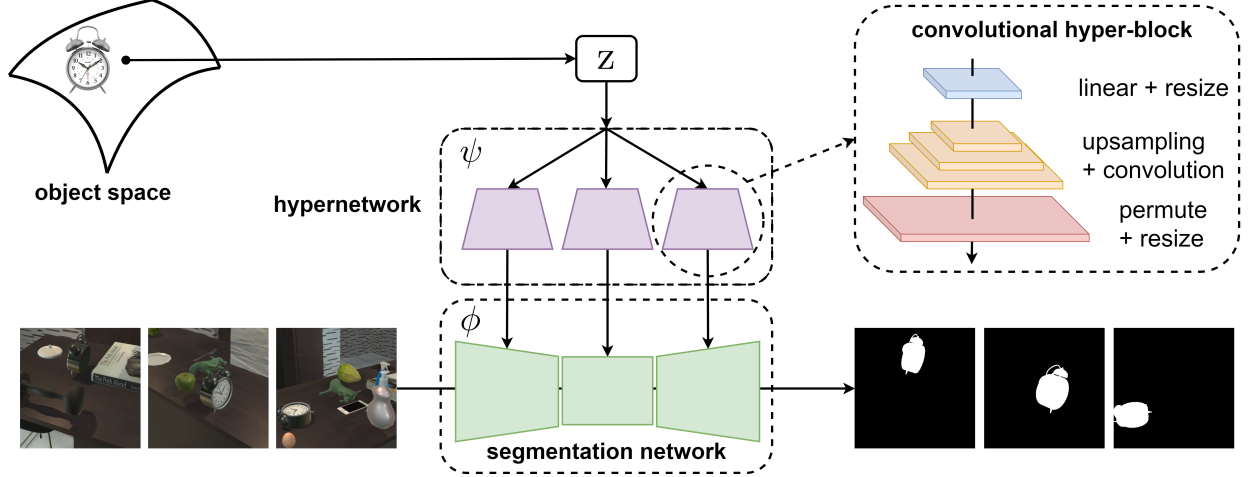 convolutional hyper-block
z
linear + resize
ψ
upsampling
+ convolution
object space
hypernetwork
permute
+ resize
ϕ
segmentation network